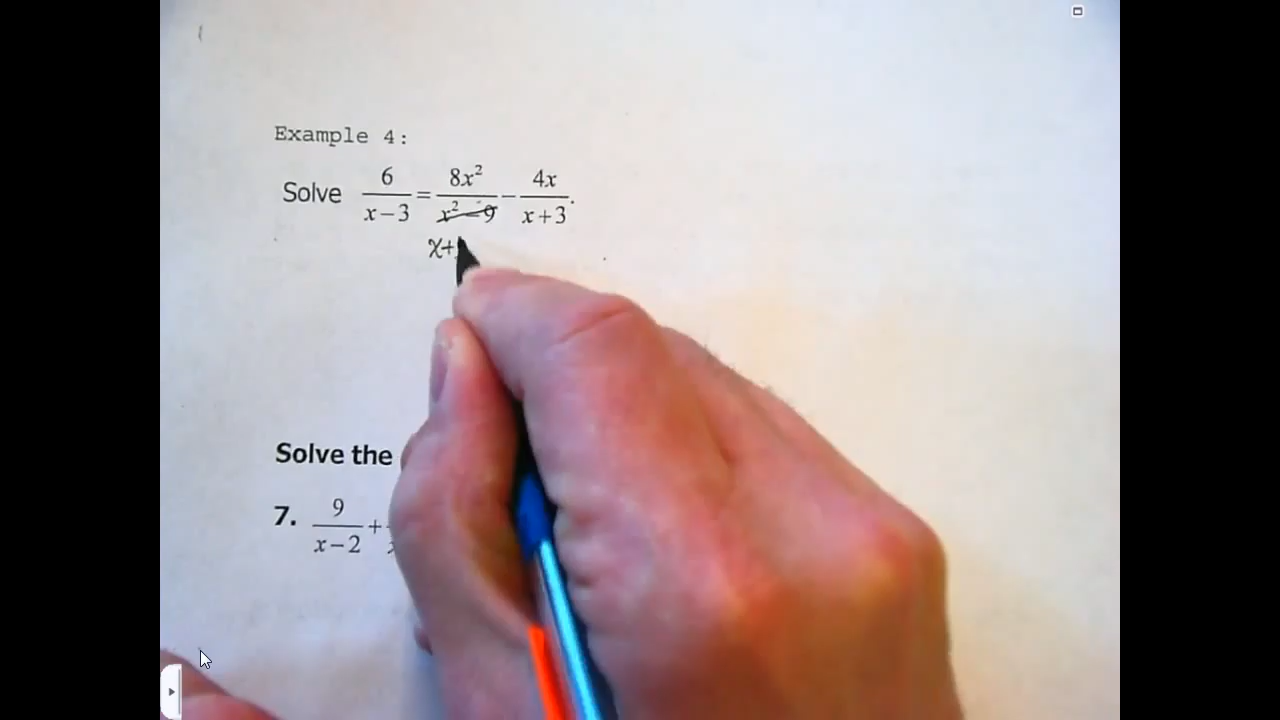 Example 4:
Solve 6/(x-3) = 8x²/(x²-9) - 4x/(x+3).
x+
Solve the
7. 9/(x-2) +